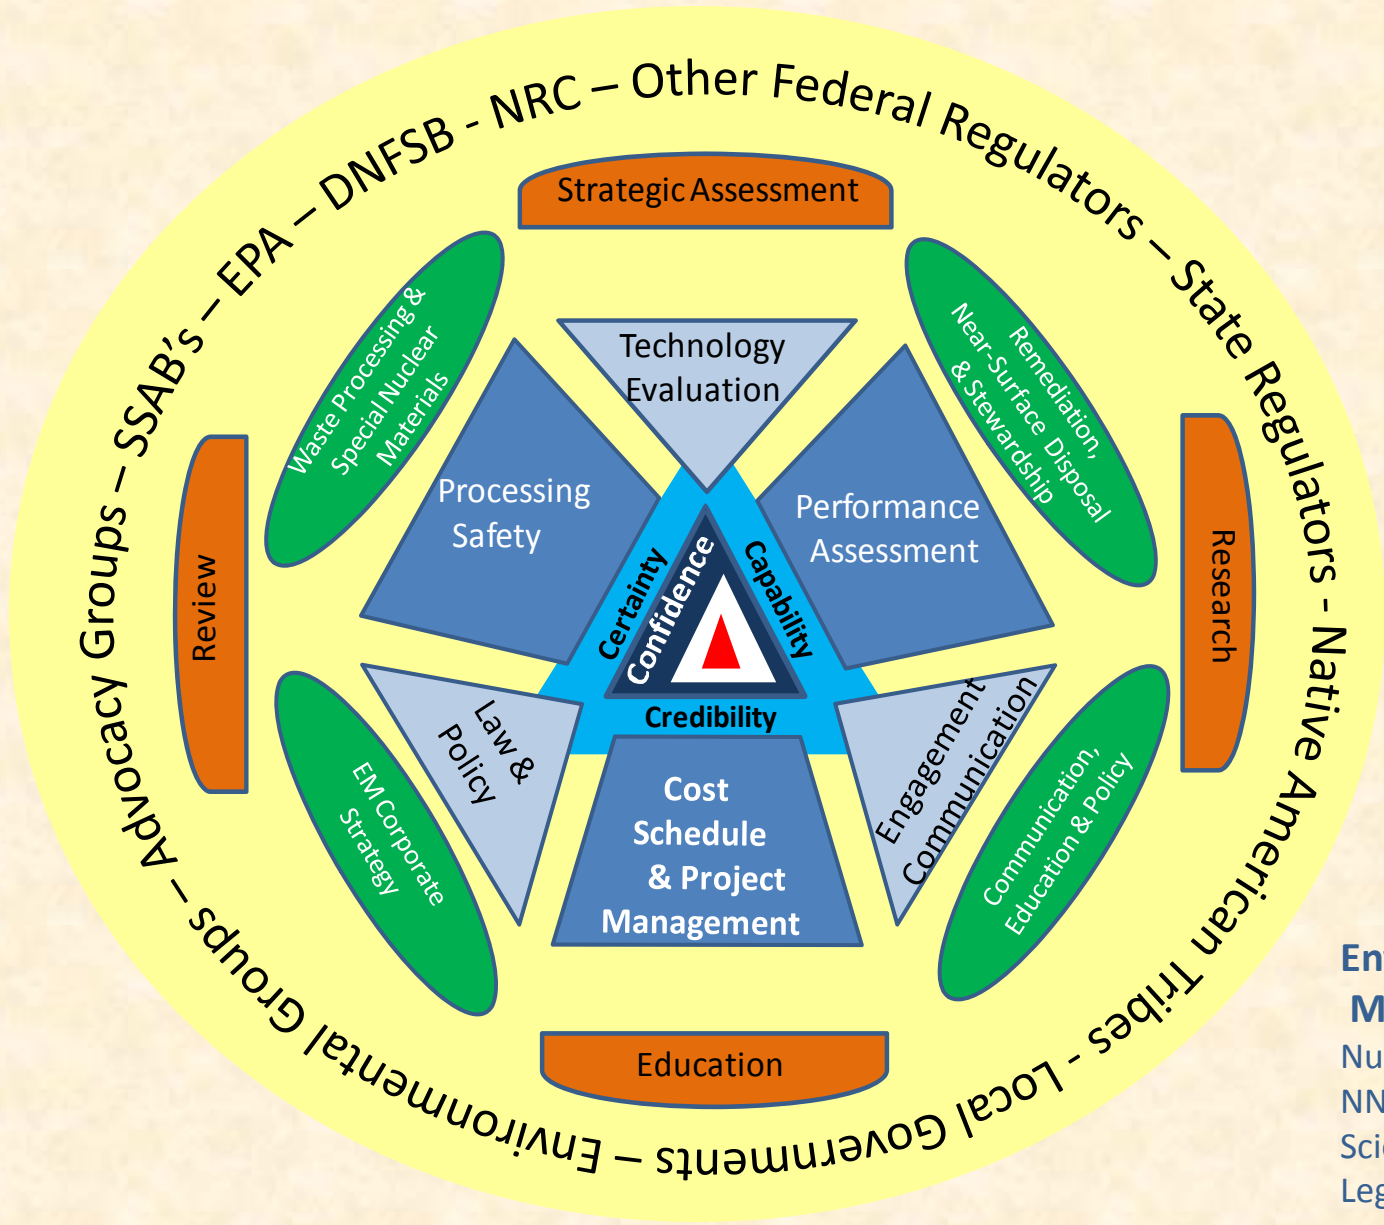 Advocacy Groups – SSAB’s – EPA – DNFSB - NRC – Other Federal Regulators – State Regulators - Native American Tribes - Local Governments – Environmental Groups –
Strategic Assessment
Waste Processing &
Special Nuclear
Materials
Remediation,
Near-Surface Disposal
& Stewardship
Technology
Evaluation
Processing
Safety
Performance
Assessment
Review
Research
Certainty
Confidence
Capability
Credibility
Law &
Policy
Engagement
Communication
Cost
Schedule
& Project
Management
EM Corporate
Strategy
Communication,
Education & Policy
Education